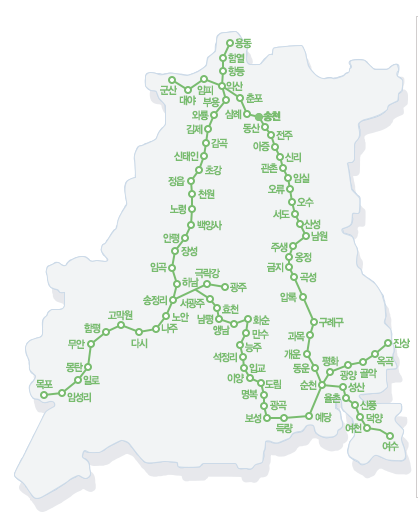 용동
함열
황등
군산
대야
임피
익산
부용
춘포
와룡
삼례
송천
동산
김제
전주
감곡
아중
신태인
신리
초강
관촌
정읍
임실
천원
오류
노령
오수
서도
백양사
산성
안평
남원
장성
주생
옹정
임곡
금지
극락강
하남
곡성
광주
송정리
서광주
입록
효천
고막원
노안
남평
화순
구례구
함평
나주
앵남
만수
과목
무안
다시
능주
진상
석정리
개운
평화
옥곡
몽탄
입교
동운
골약
일로
이양
광양
목포
도림
순천
성산
임성리
명복
율촌
광곡
신풍
보성
예당
덕양
득량
여천
여수